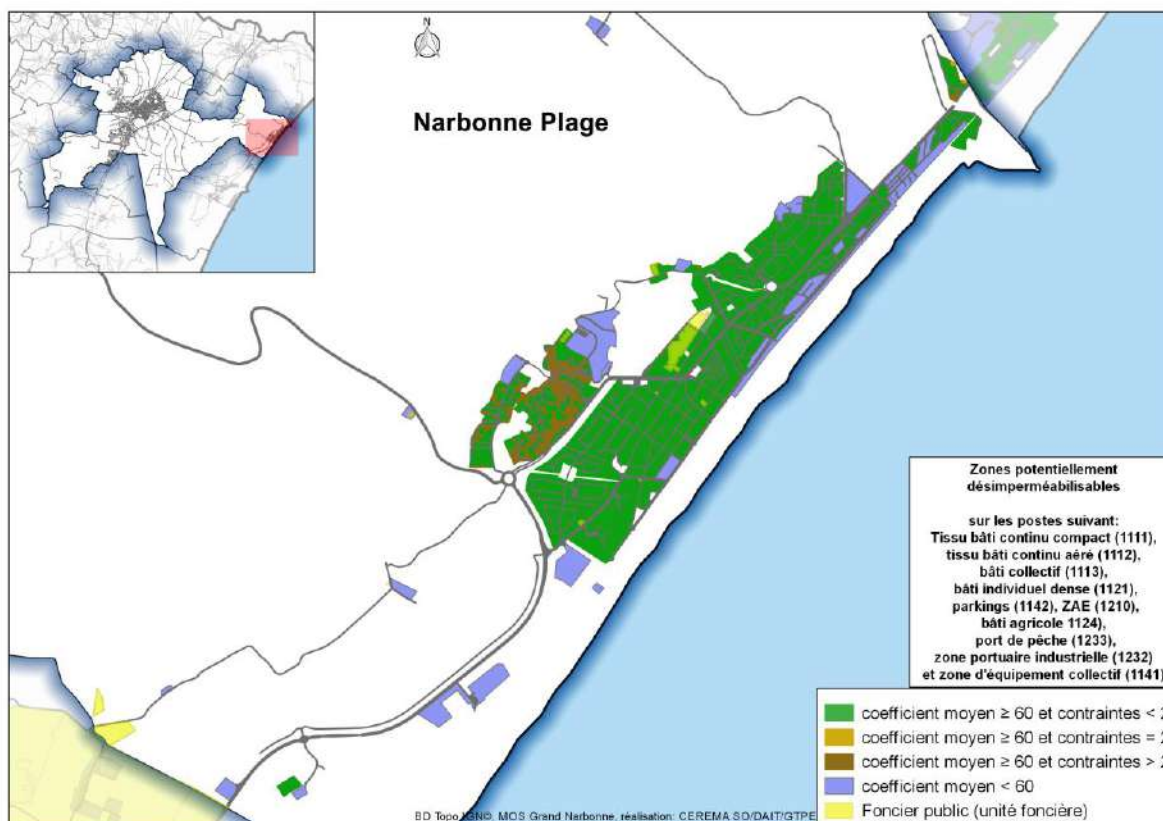 N
Narbonne Plage
Zones potentiellement
désimperméabilisables
sur les postes suivant:
Tissu bâti continu compact (1111),
tissu bâti continu aéré (1112),
bâti collectif (1113),
bâti individuel dense (1121),
parkings (1142), ZAE (1210),
bâti agricole 1124),
port de pêche (1233),
zone portuaire industrielle (1232)
et zone d'équipement collectif (1141)
coefficient moyen ≥ 60 et contraintes < 2
coefficient moyen ≥ 60 et contraintes = 2
coefficient moyen ≥ 60 et contraintes > 2
coefficient moyen < 60
Foncier public (unité foncière)
BD Topo IGN©, MOS Grand Narbonne, réalisation: CEREMA SO/DAIT/GTPE